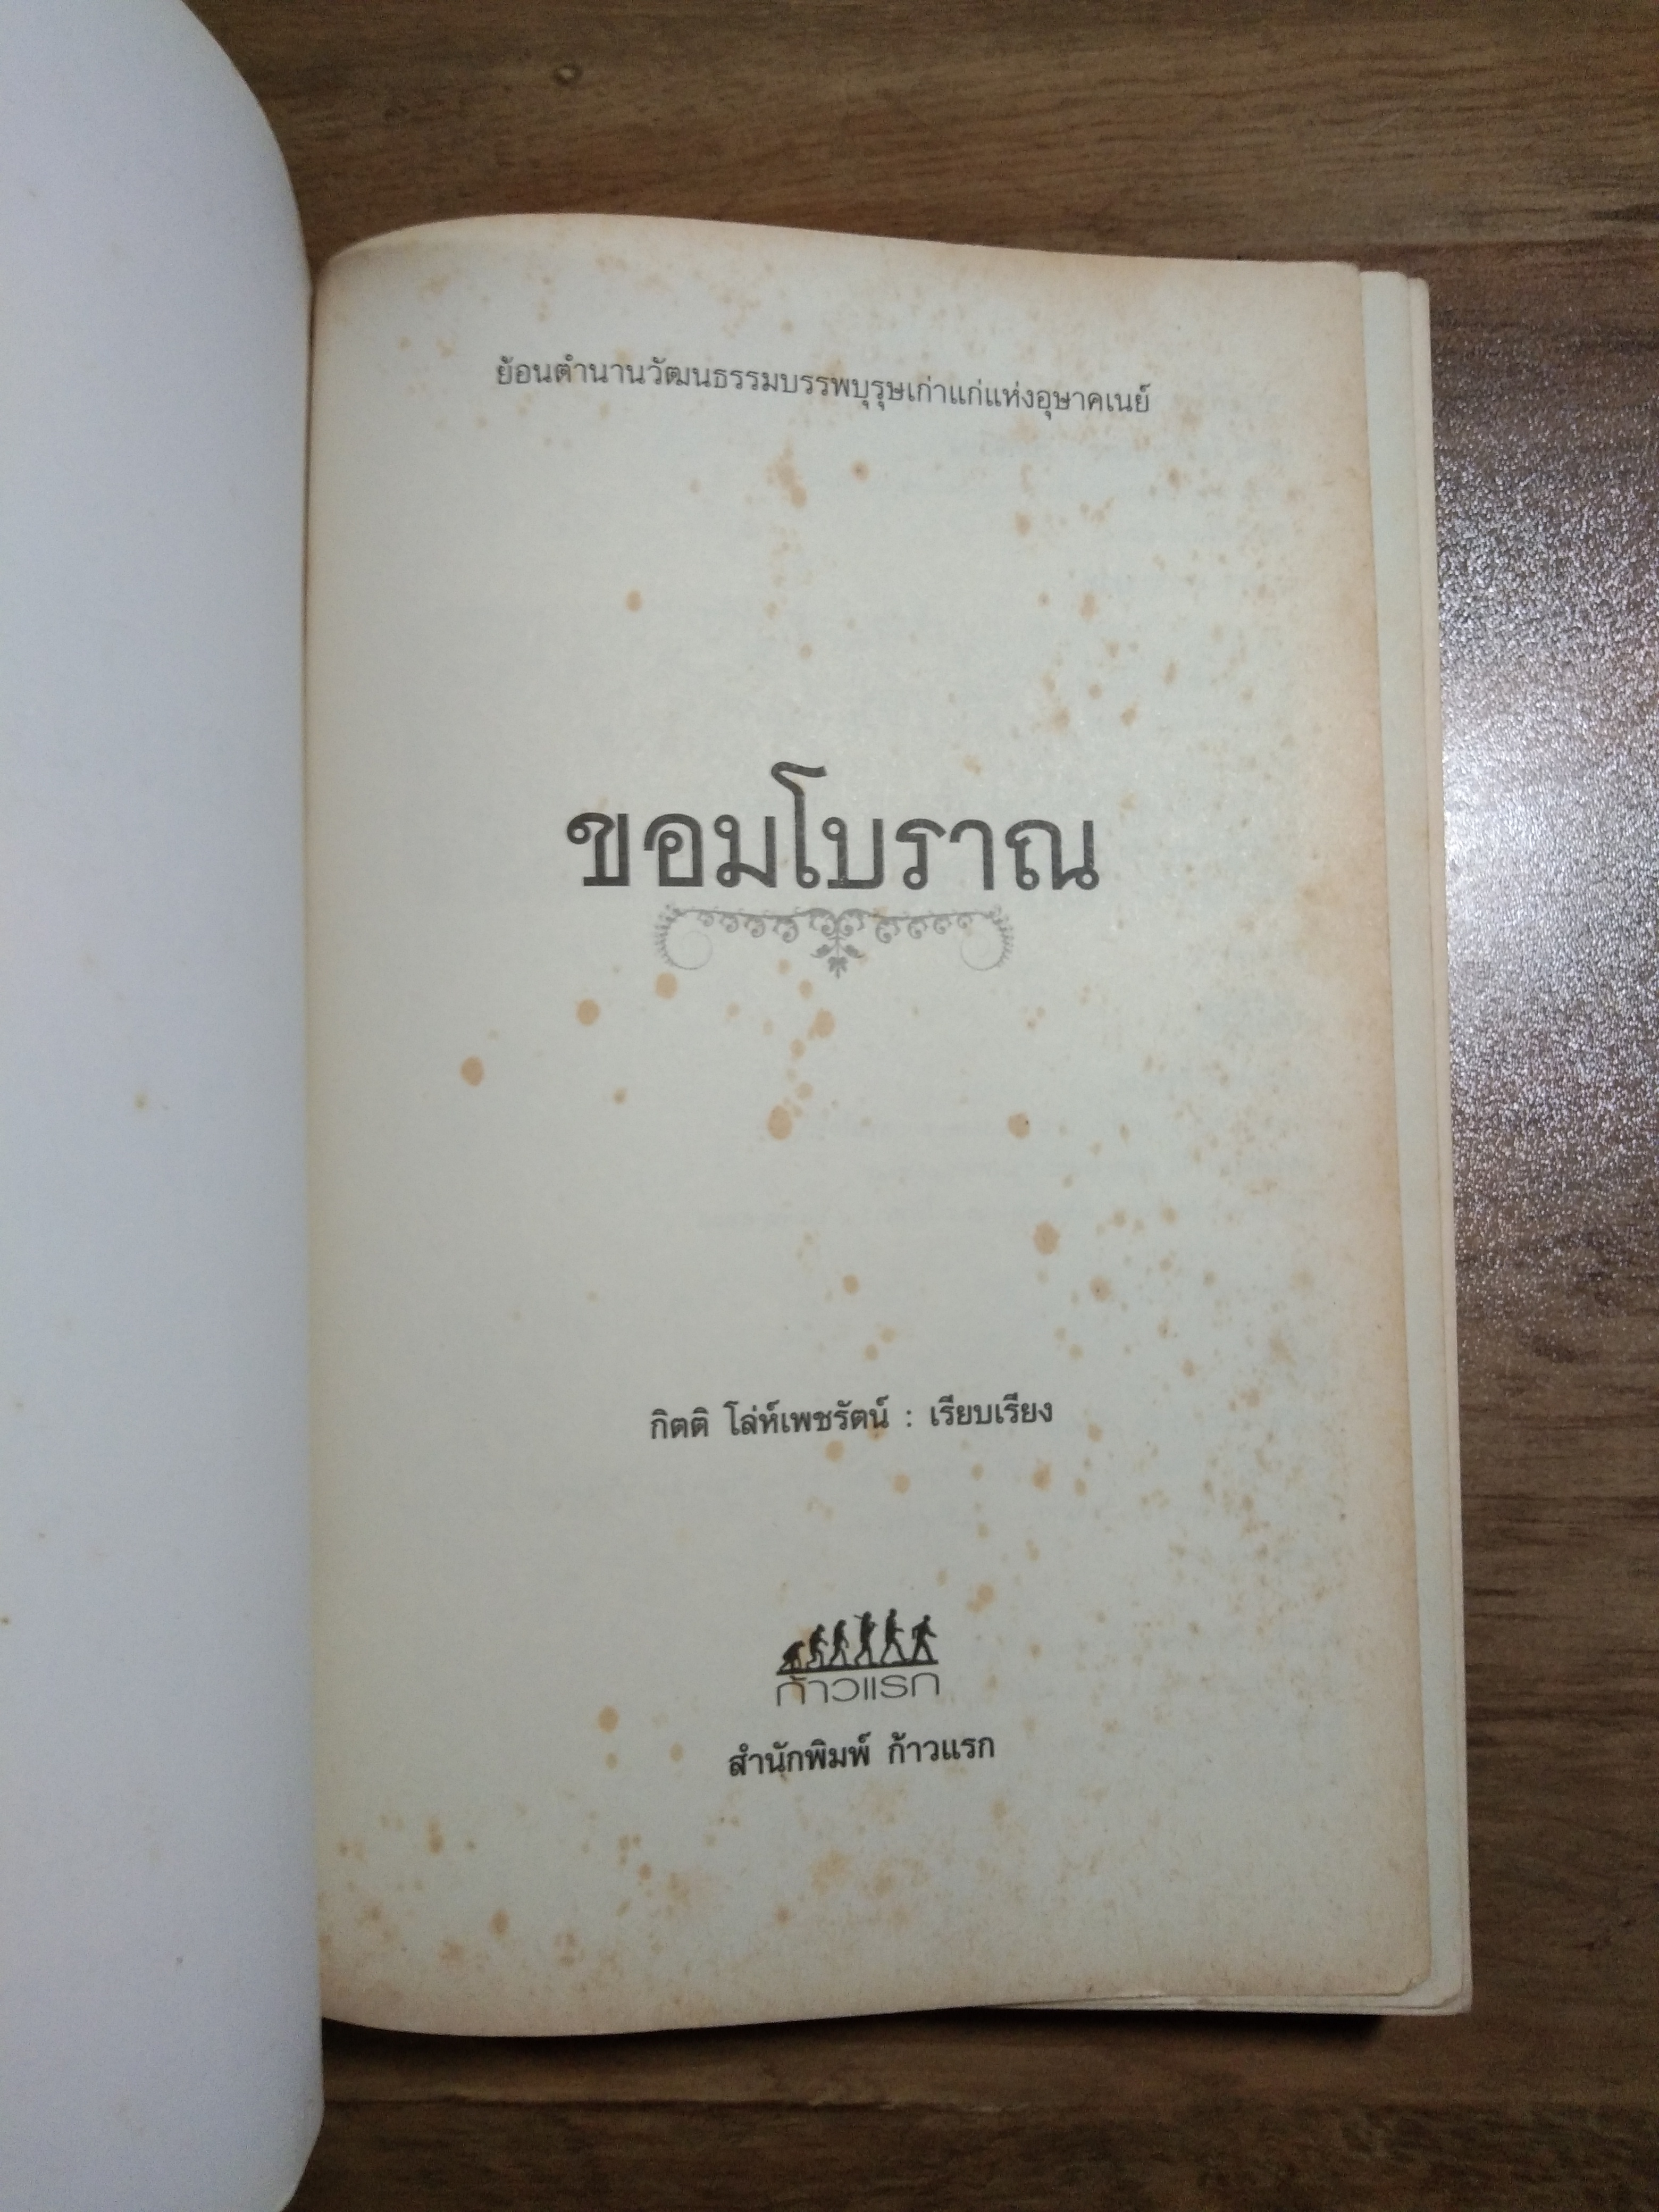 ย้อนตำนานวัฒนธรรมบรรพบุรุษเก่าแก่แห่งอุษาคเนย์
ขอมโบราณ
กิตติ โล่ห์เพชรัตน์ : เรียบเรียง
ก้าวแรก
สำนักพิมพ์ ก้าวแรก